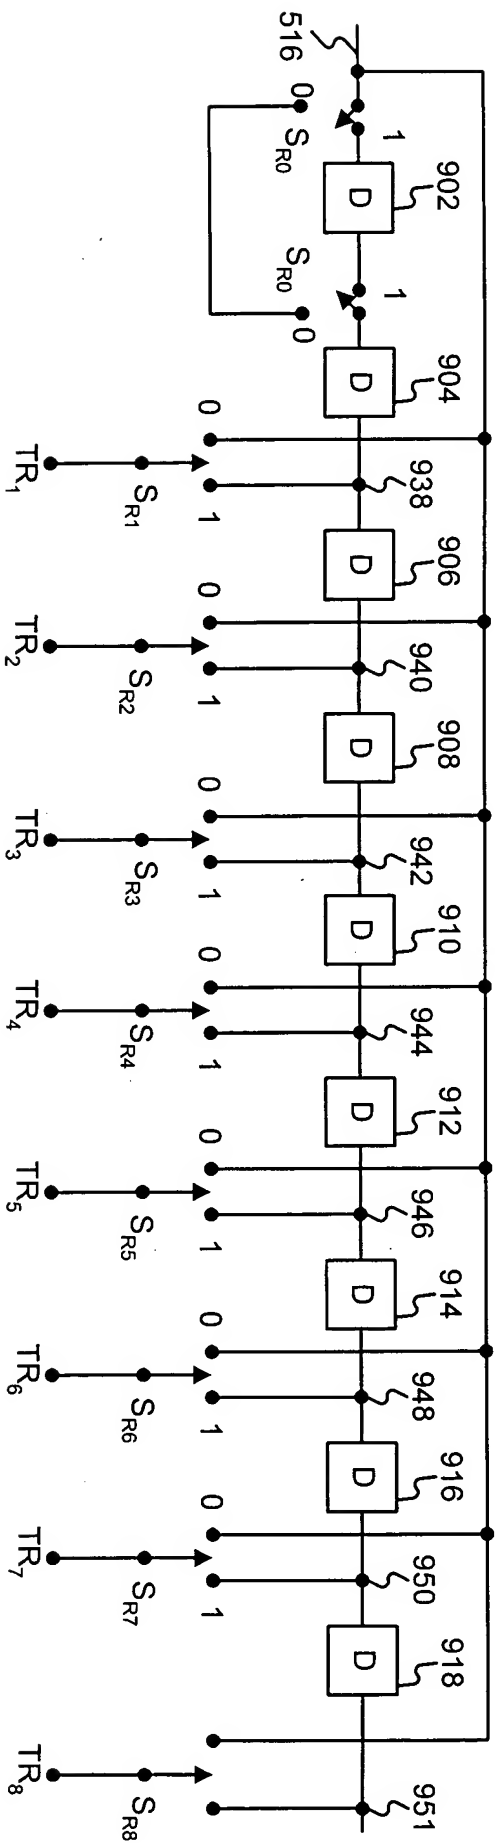 516
902
904
938
906
940
908
942
910
944
912
946
914
948
916
950
918
951
1
1
D
D
D
D
D
D
D
D
D
0
S_R0
S_R0
0
0
1
0
1
0
1
0
1
0
1
0
1
0
1
S_R1
S_R2
S_R3
S_R4
S_R5
S_R6
S_R7
S_R8
TR_1
TR_2
TR_3
TR_4
TR_5
TR_6
TR_7
TR_8